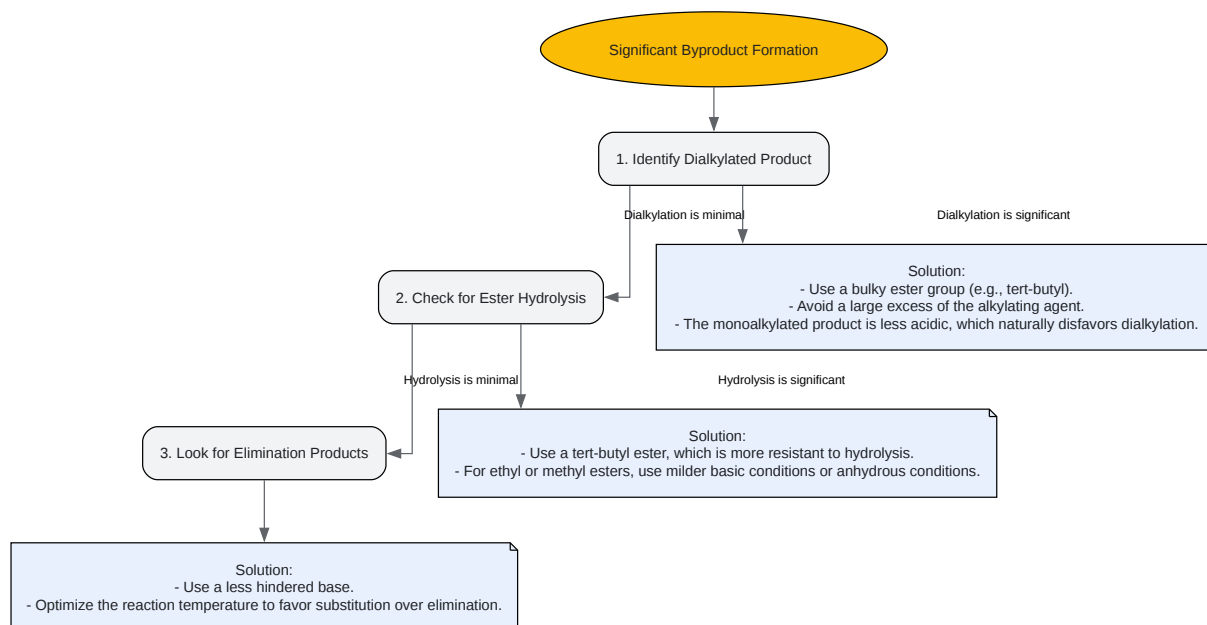 Significant Byproduct Formation
1. Identify Dialkylated Product
Dialkylation is minimal
Dialkylation is significant
Solution:
- Use a bulky ester group (e.g., tert-butyl).
- Avoid a large excess of the alkylating agent.
- The monoalkylated product is less acidic, which naturally disfavors dialkylation.
2. Check for Ester Hydrolysis
Hydrolysis is minimal
Hydrolysis is significant
Solution:
- Use a tert-butyl ester, which is more resistant to hydrolysis.
- For ethyl or methyl esters, use milder basic conditions or anhydrous conditions.
3. Look for Elimination Products
Solution:
- Use a less hindered base.
- Optimize the reaction temperature to favor substitution over elimination.